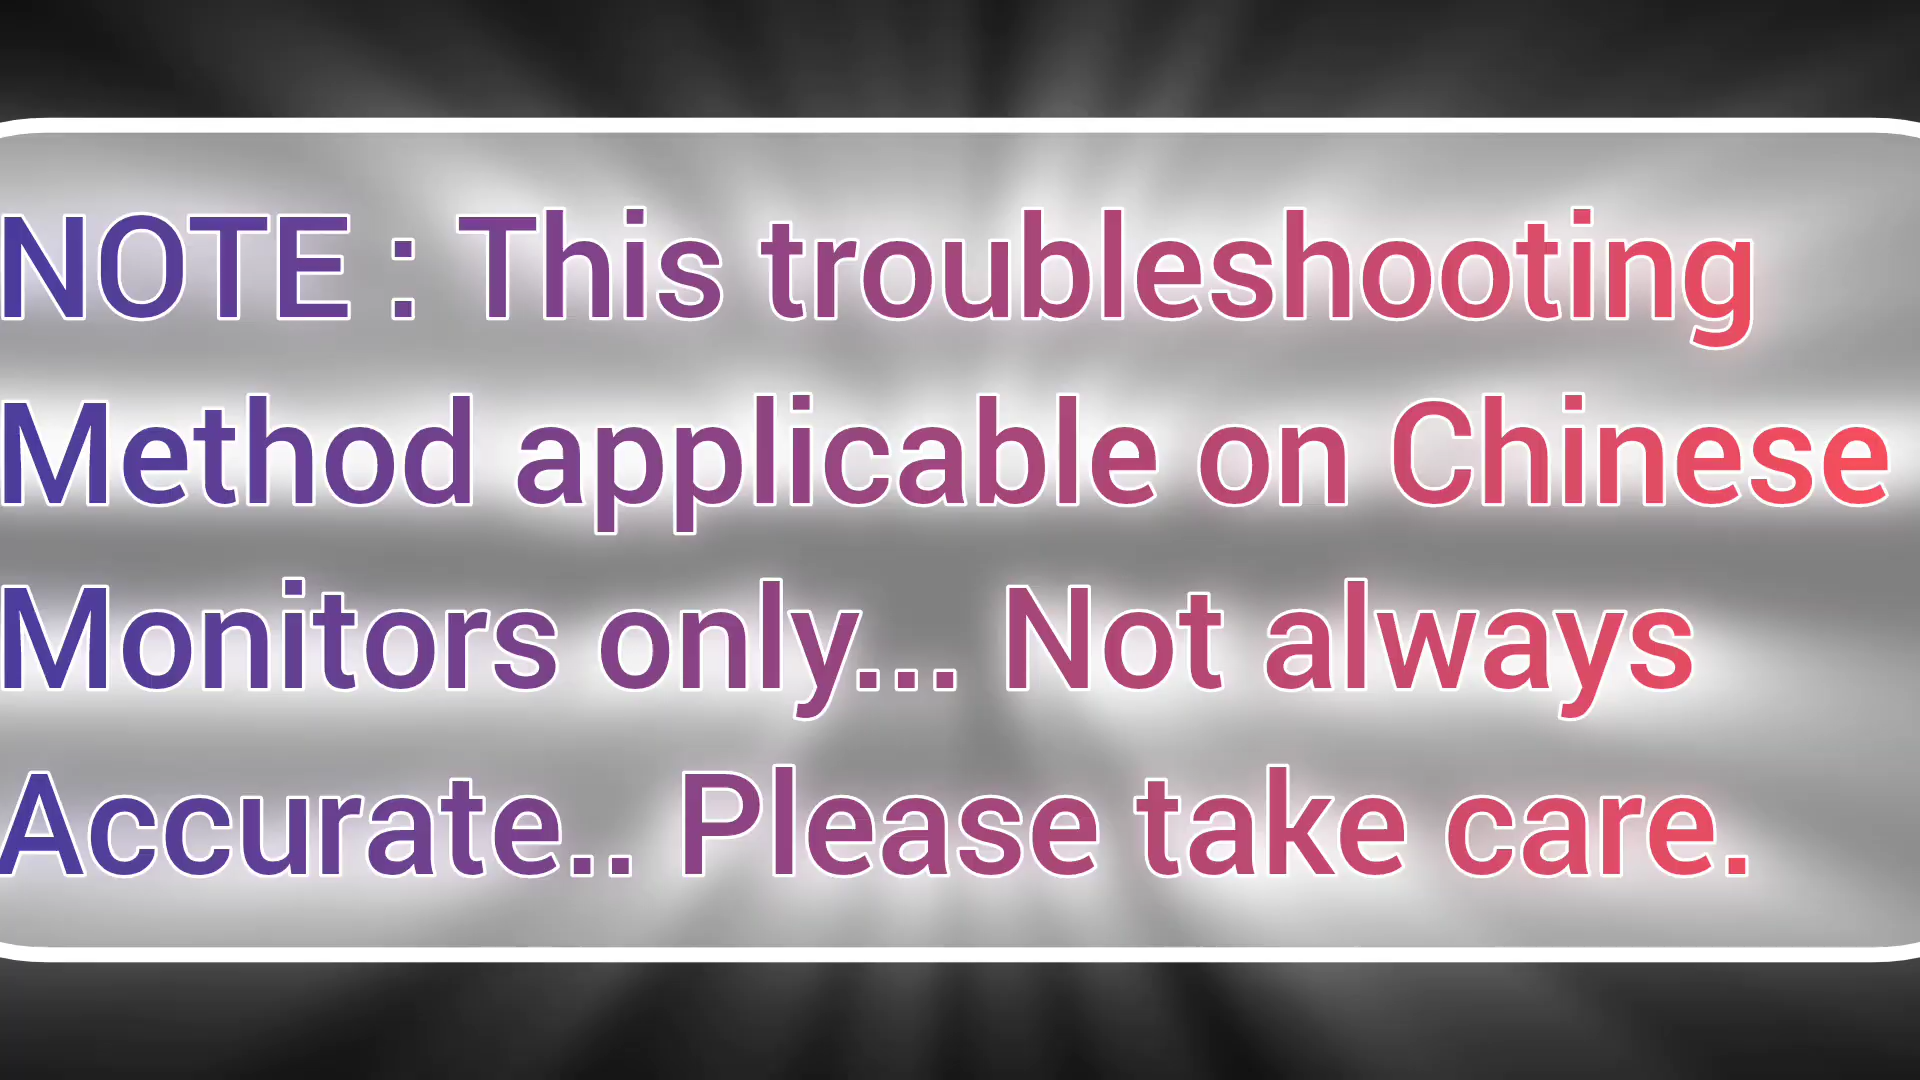 NOTE : This troubleshooting
Method applicable on Chinese
Monitors only... Not always
Accurate.. Please take care.